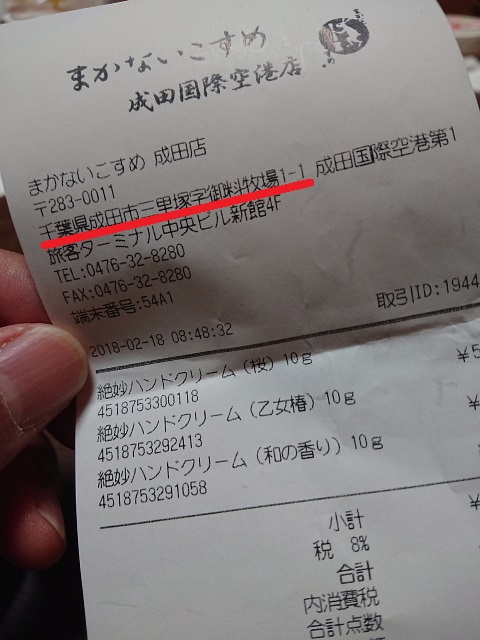 まかないこすめ
成田国際空港店
まかないこすめ 成田店
〒283-0011
千葉県成田市三里塚字御料牧場1-1 成田国際空港第1
旅客ターミナル中央ビル新館4F
TEL:0476-32-8280
FAX:0476-32-8280
端末番号:54A1
取引ID:1944
2018-02-18 08:48:32
絶妙ハンドクリーム(桜)10g ¥5
4518753300118
絶妙ハンドクリーム(乙女椿)10g ¥
4518753292413
絶妙ハンドクリーム(和の香り)10g ¥
4518753291058
小計 ¥
税 8%
合計
内消費税
合計点数